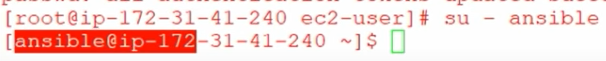 [root@ip-172-31-41-240 ec2-user]# su - ansible
[ansible@ip-172-31-41-240 ~]$